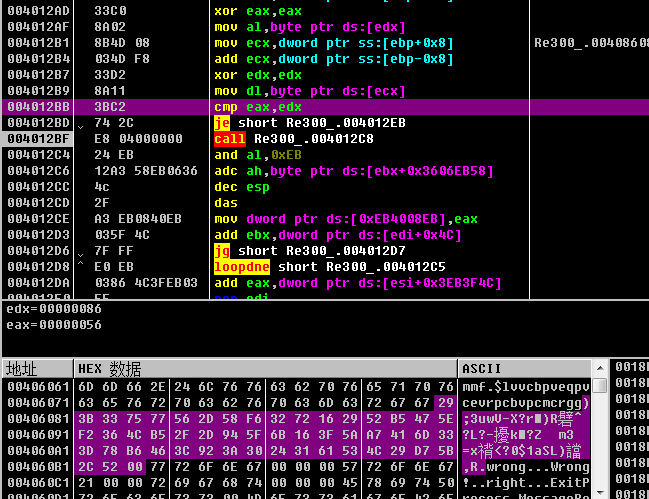 004012AD 33C0 xor eax,eax
004012AF 8A02 mov al,byte ptr ds:[edx]
004012B1 8B4D 08 mov ecx,dword ptr ss:[ebp+0x8] Re300_.0040860
004012B4 034D F8 add ecx,dword ptr ss:[ebp-0x8]
004012B7 33D2 xor edx,edx
004012B9 8A11 mov dl,byte ptr ds:[ecx]
004012BB 3BC2 cmp eax,edx
004012BD 74 2C je short Re300_.004012EB
004012BF E8 04000000 call Re300_.004012C8
004012C4 24 EB and al,0xEB
004012C6 12A3 58EB0636 adc ah,byte ptr ds:[ebx+0x3606EB58]
004012CC 4c dec esp
004012CD 2F das
004012CE A3 EB0840EB mov dword ptr ds:[0xEB4008EB],eax
004012D3 035F 4C add ebx,dword ptr ds:[edi+0x4C]
004012D6 7F FF jg short Re300_.004012D7
004012D8 E0 EB loopdne short Re300_.004012C5
004012DA 0386 4C3FEB03 add eax,dword ptr ds:[esi+0x3EB3F4C]
edx=00000086
eax=00000056
地址 HEX 数据 ASCII
00406061 6D 6D 66 2E 24 6C 76 76 63 62 70 76 65 71 70 76 mmf.$lvvcbpveqpv
00406071 63 65 76 72 70 63 62 76 70 63 6D 63 72 67 67 29 cevrpcbvpcmcrgg)
00406081 3B 33 75 77 56 2D 58 F6 32 72 16 29 52 B5 47 5E
00406091 F2 36 4C B5 2F 2D 94 5F 6B 16 3F 5A A7 41 6D 33
004060A1 3D 78 B6 46 3C 92 3A 30 24 31 61 53 4C 29 D7 5B
004060B1 2C 52 00 77 72 6F 6E 67 00 00 00 57 72 6F 6E 67 ,R.wrong...Wrong
004060C1 21 00 00 72 69 67 68 74 00 00 00 45 78 69 74 50 !..right...ExitP